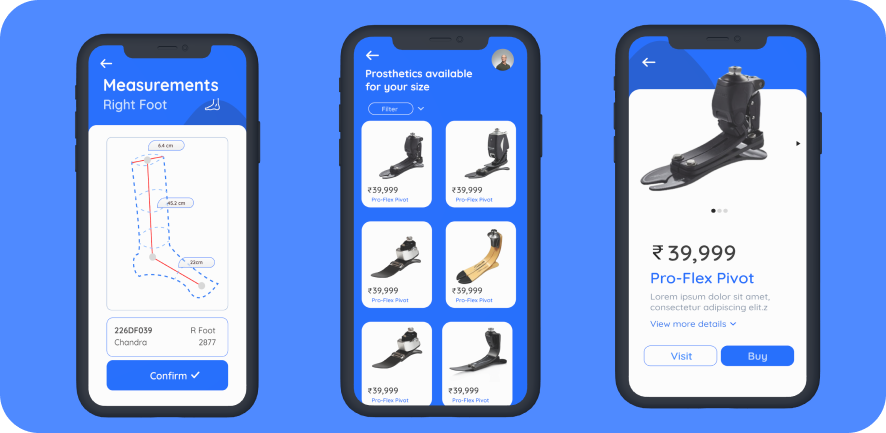 Measurements
Right Foot
6.4 cm
45.2 cm
22cm
226DF039 R Foot
Chandra 2877
Confirm
Prosthetics available
for your size
Filter
₹39,999 ₹39,999
Pro-Flex Pivot Pro-Flex Pivot
₹39,999 ₹39,999
Pro-Flex Pivot Pro-Flex Pivot
₹39,999 ₹39,999
Pro-Flex Pivot Pro-Flex Pivot
₹39,999
Pro-Flex Pivot
Lorem ipsum dolor sit amet,
consectetur adipiscing elit.z
View more details
Visit Buy